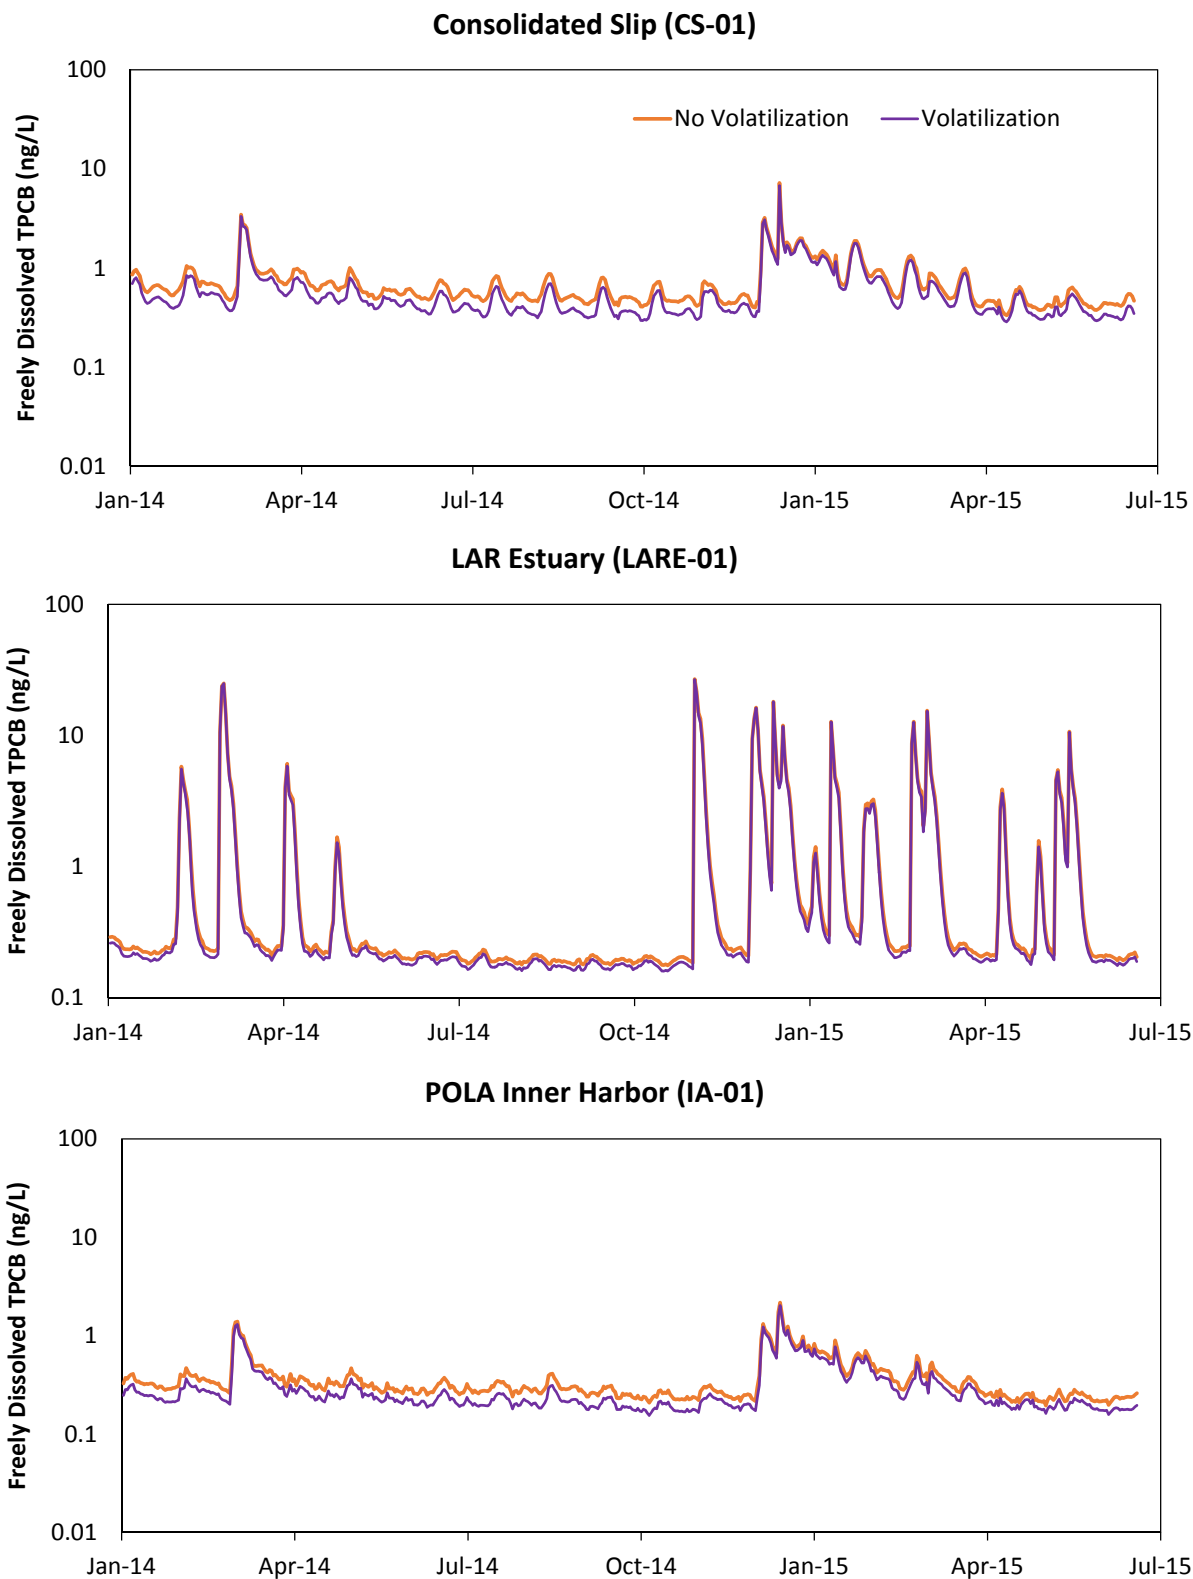 Consolidated Slip (CS-01)
Freely Dissolved TPCB (ng/L)
100
10
1
0.1
0.01
No Volatilization Volatilization
Jan-14 Apr-14 Jul-14 Oct-14 Jan-15 Apr-15 Jul-15
LAR Estuary (LARE-01)
Freely Dissolved TPCB (ng/L)
100
10
1
0.1
Jan-14 Apr-14 Jul-14 Oct-14 Jan-15 Apr-15 Jul-15
POLA Inner Harbor (IA-01)
Freely Dissolved TPCB (ng/L)
100
10
1
0.1
0.01
Jan-14 Apr-14 Jul-14 Oct-14 Jan-15 Apr-15 Jul-15